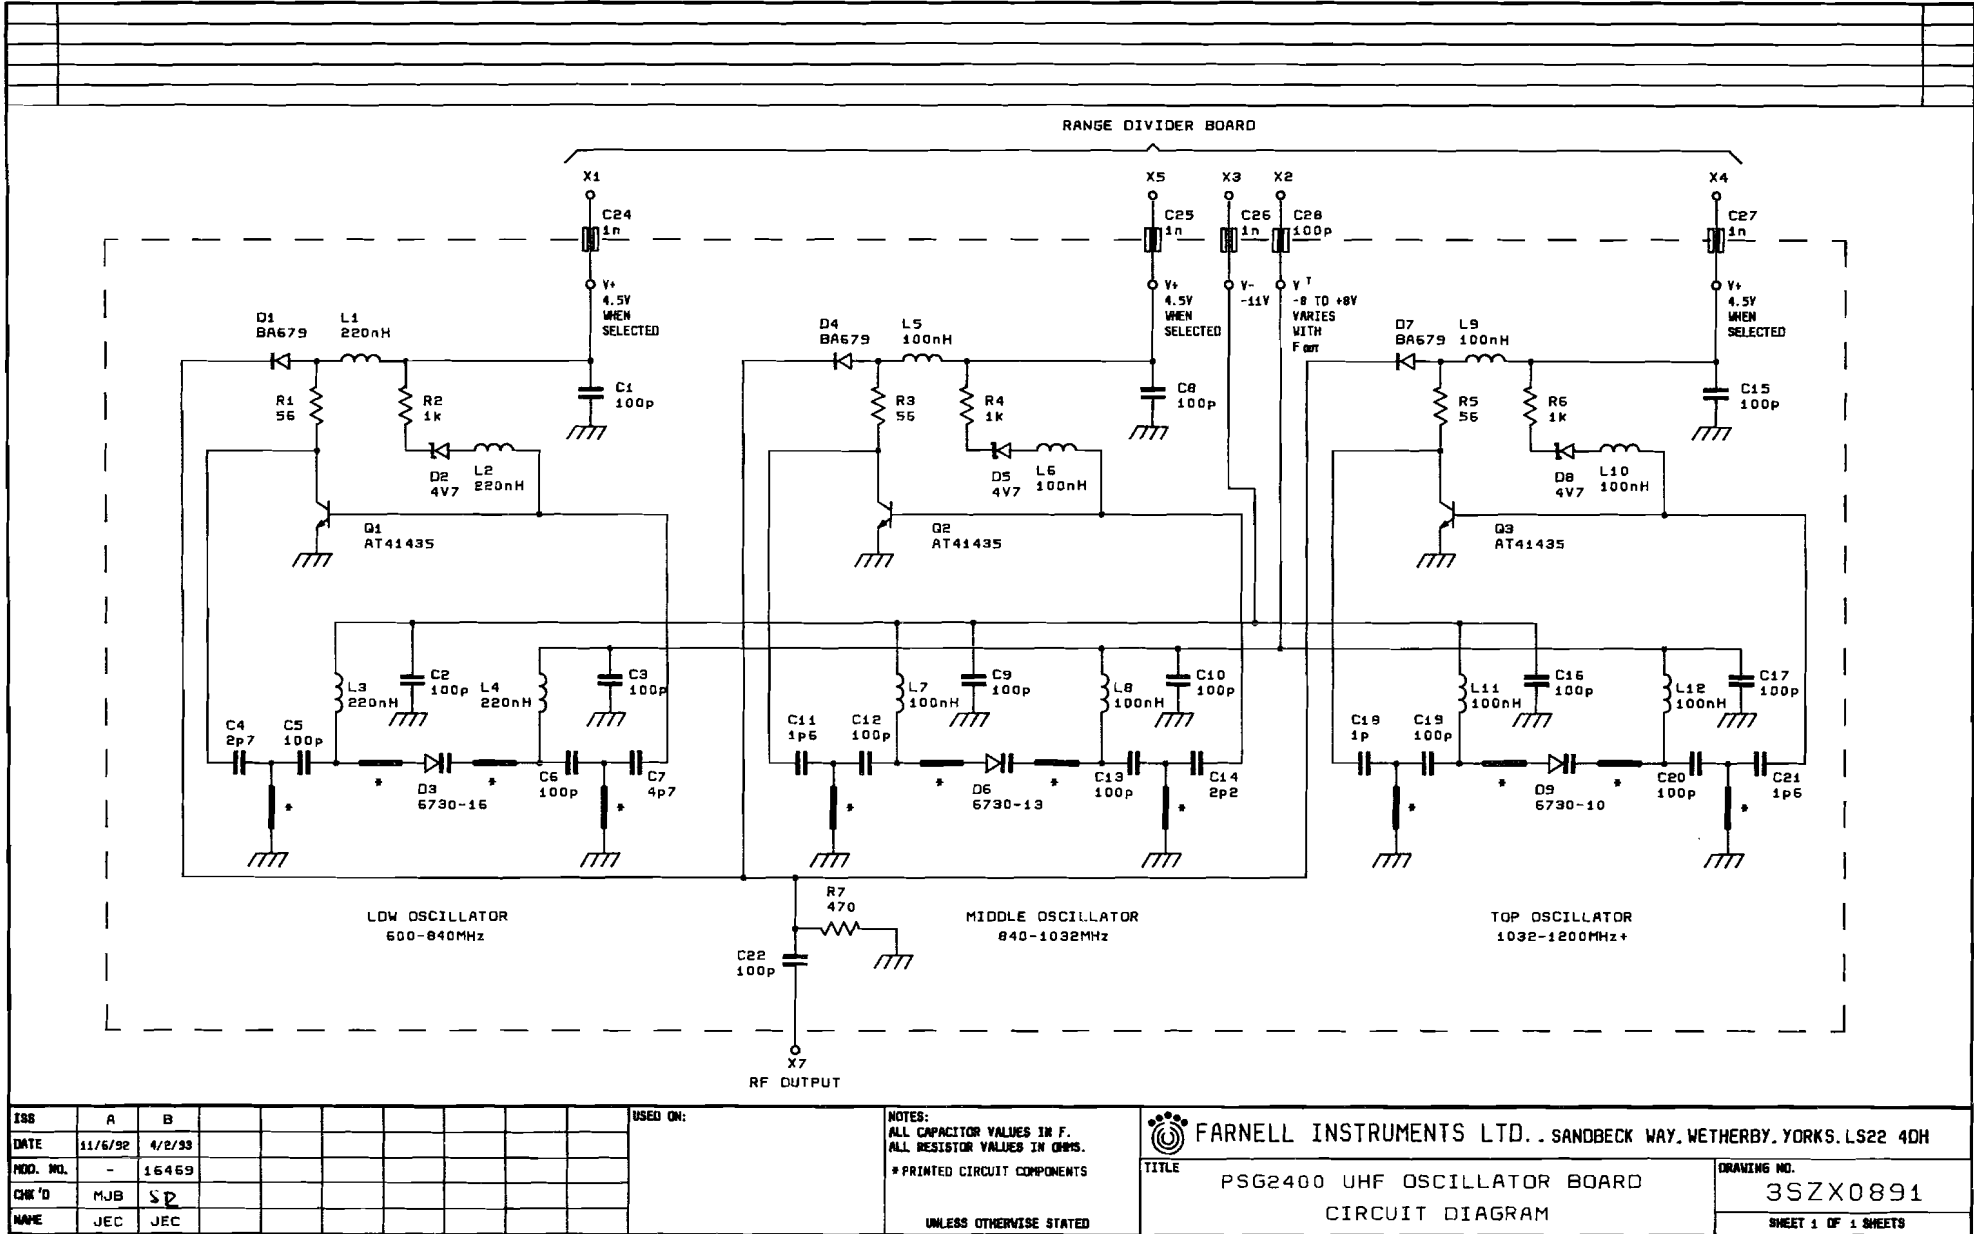 RANGE DIVIDER BOARD
X1
X5
X3
X2
X4
C24
1n
C25
1n
C26
1n
C28
100p
C27
1n
V+
4.5V
WHEN
SELECTED
V+
4.5V
WHEN
SELECTED
V-
-11V
V T
-8 TO +8V
VARIES
WITH
F OUT
V+
4.5V
WHEN
SELECTED
D1
BA679
L1
220nH
D4
BA679
L5
100nH
D7
BA679
L9
100nH
R1
56
R2
1k
C1
100p
R3
56
R4
1k
C8
100p
R5
56
R6
1k
C15
100p
D2
4V7
L2
220nH
D5
4V7
L6
100nH
D8
4V7
L10
100nH
Q1
AT41435
Q2
AT41435
Q3
AT41435
L3
220nH
C2
100p
L4
220nH
C3
100p
L7
100nH
C9
100p
L8
100nH
C10
100p
L11
100nH
C16
100p
L12
100nH
C17
100p
C4
2p7
C5
100p
*
D3
6730-16
*
C6
100p
C7
4p7
*
*
C11
1p6
C12
100p
*
D6
6730-13
*
C13
100p
C14
2p2
*
*
C18
1p
C19
100p
*
D9
6730-10
*
C20
100p
C21
1p6
*
*
R7
470
C22
100p
LOW OSCILLATOR
600-840MHz
MIDDLE OSCILLATOR
840-1032MHz
TOP OSCILLATOR
1032-1200MHz+
X7
RF OUTPUT
ISS A B
DATE 11/6/92 4/2/93
MOD. NO. - 16469
CHK'D MJB SP
NAME JEC JEC
USED ON:
NOTES:
ALL CAPACITOR VALUES IN F.
ALL RESISTOR VALUES IN OHMS.
* PRINTED CIRCUIT COMPONENTS
UNLESS OTHERWISE STATED
FARNELL INSTRUMENTS LTD.. SANDBECK WAY, WETHERBY. YORKS. LS22 4DH
TITLE
PSG2400 UHF OSCILLATOR BOARD
CIRCUIT DIAGRAM
DRAWING NO.
3SZX0891
SHEET 1 OF 1 SHEETS